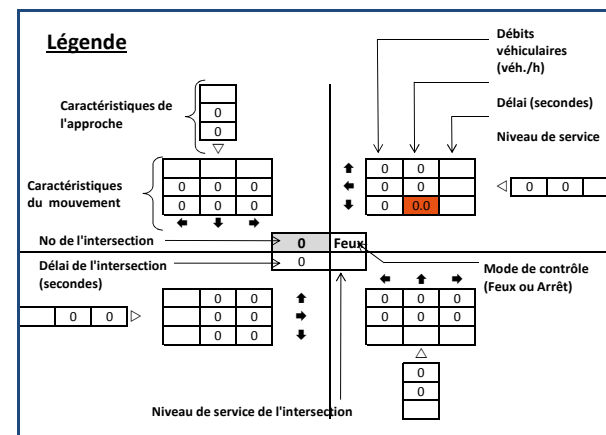 Légende
Débits
véhiculaires
(véh./h)
Délai (secondes)
Niveau de service
Caractéristiques de
l'approche
0
0
Caractéristiques
du mouvement
0 0 0
0 0 0
0 0
0 0
0 0.0
0 0
No de l'intersection
0 Feux
Délai de l'intersection
(secondes)
0
Mode de contrôle
(Feux ou Arrêt)
0 0
0 0
0 0
0 0
0 0 0
0 0 0
0
0
Niveau de service de l'intersection